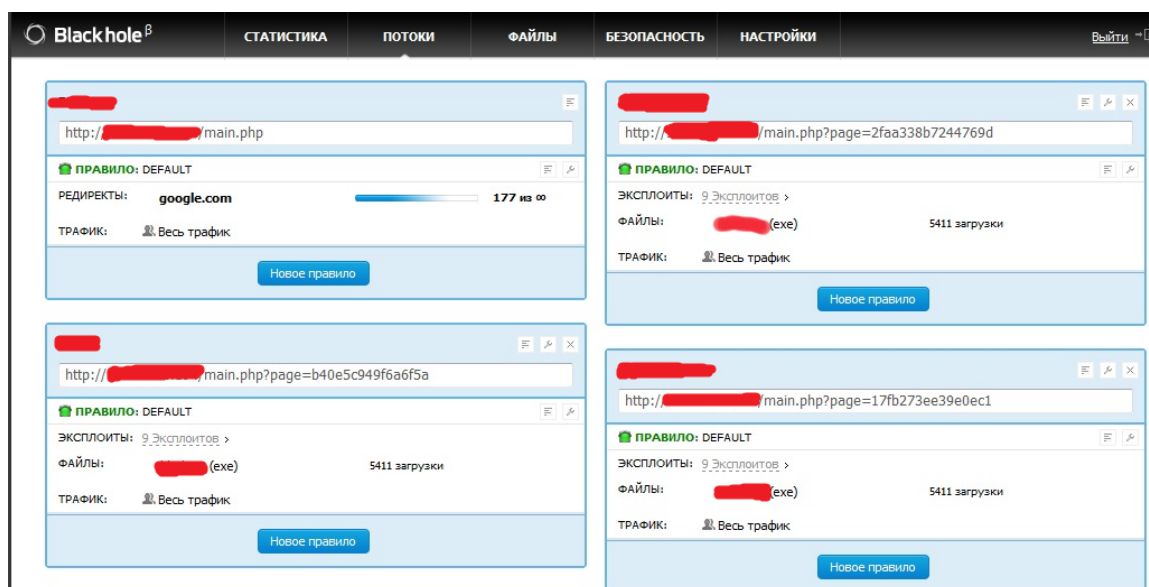 Black hole β СТАТИСТИКА ПОТОКИ ФАЙЛЫ БЕЗОПАСНОСТЬ НАСТРОЙКИ Выйти
http:// /main.php
ПРАВИЛО: DEFAULT
РЕДИРЕКТЫ: google.com 177 из ∞
ТРАФИК: Весь трафик
Новое правило
http:// /main.php?page=2faa338b7244769d
ПРАВИЛО: DEFAULT
ЭКСПЛОИТЫ: 9 Эксплоитов >
ФАЙЛЫ: (exe) 5411 загрузки
ТРАФИК: Весь трафик
Новое правило
http:// /main.php?page=b40e5c949f6a6f5a
ПРАВИЛО: DEFAULT
ЭКСПЛОИТЫ: 9 Эксплоитов >
ФАЙЛЫ: (exe) 5411 загрузки
ТРАФИК: Весь трафик
Новое правило
http:// /main.php?page=17fb273ee39e0ec1
ПРАВИЛО: DEFAULT
ЭКСПЛОИТЫ: 9 Эксплоитов >
ФАЙЛЫ: (exe) 5411 загрузки
ТРАФИК: Весь трафик
Новое правило